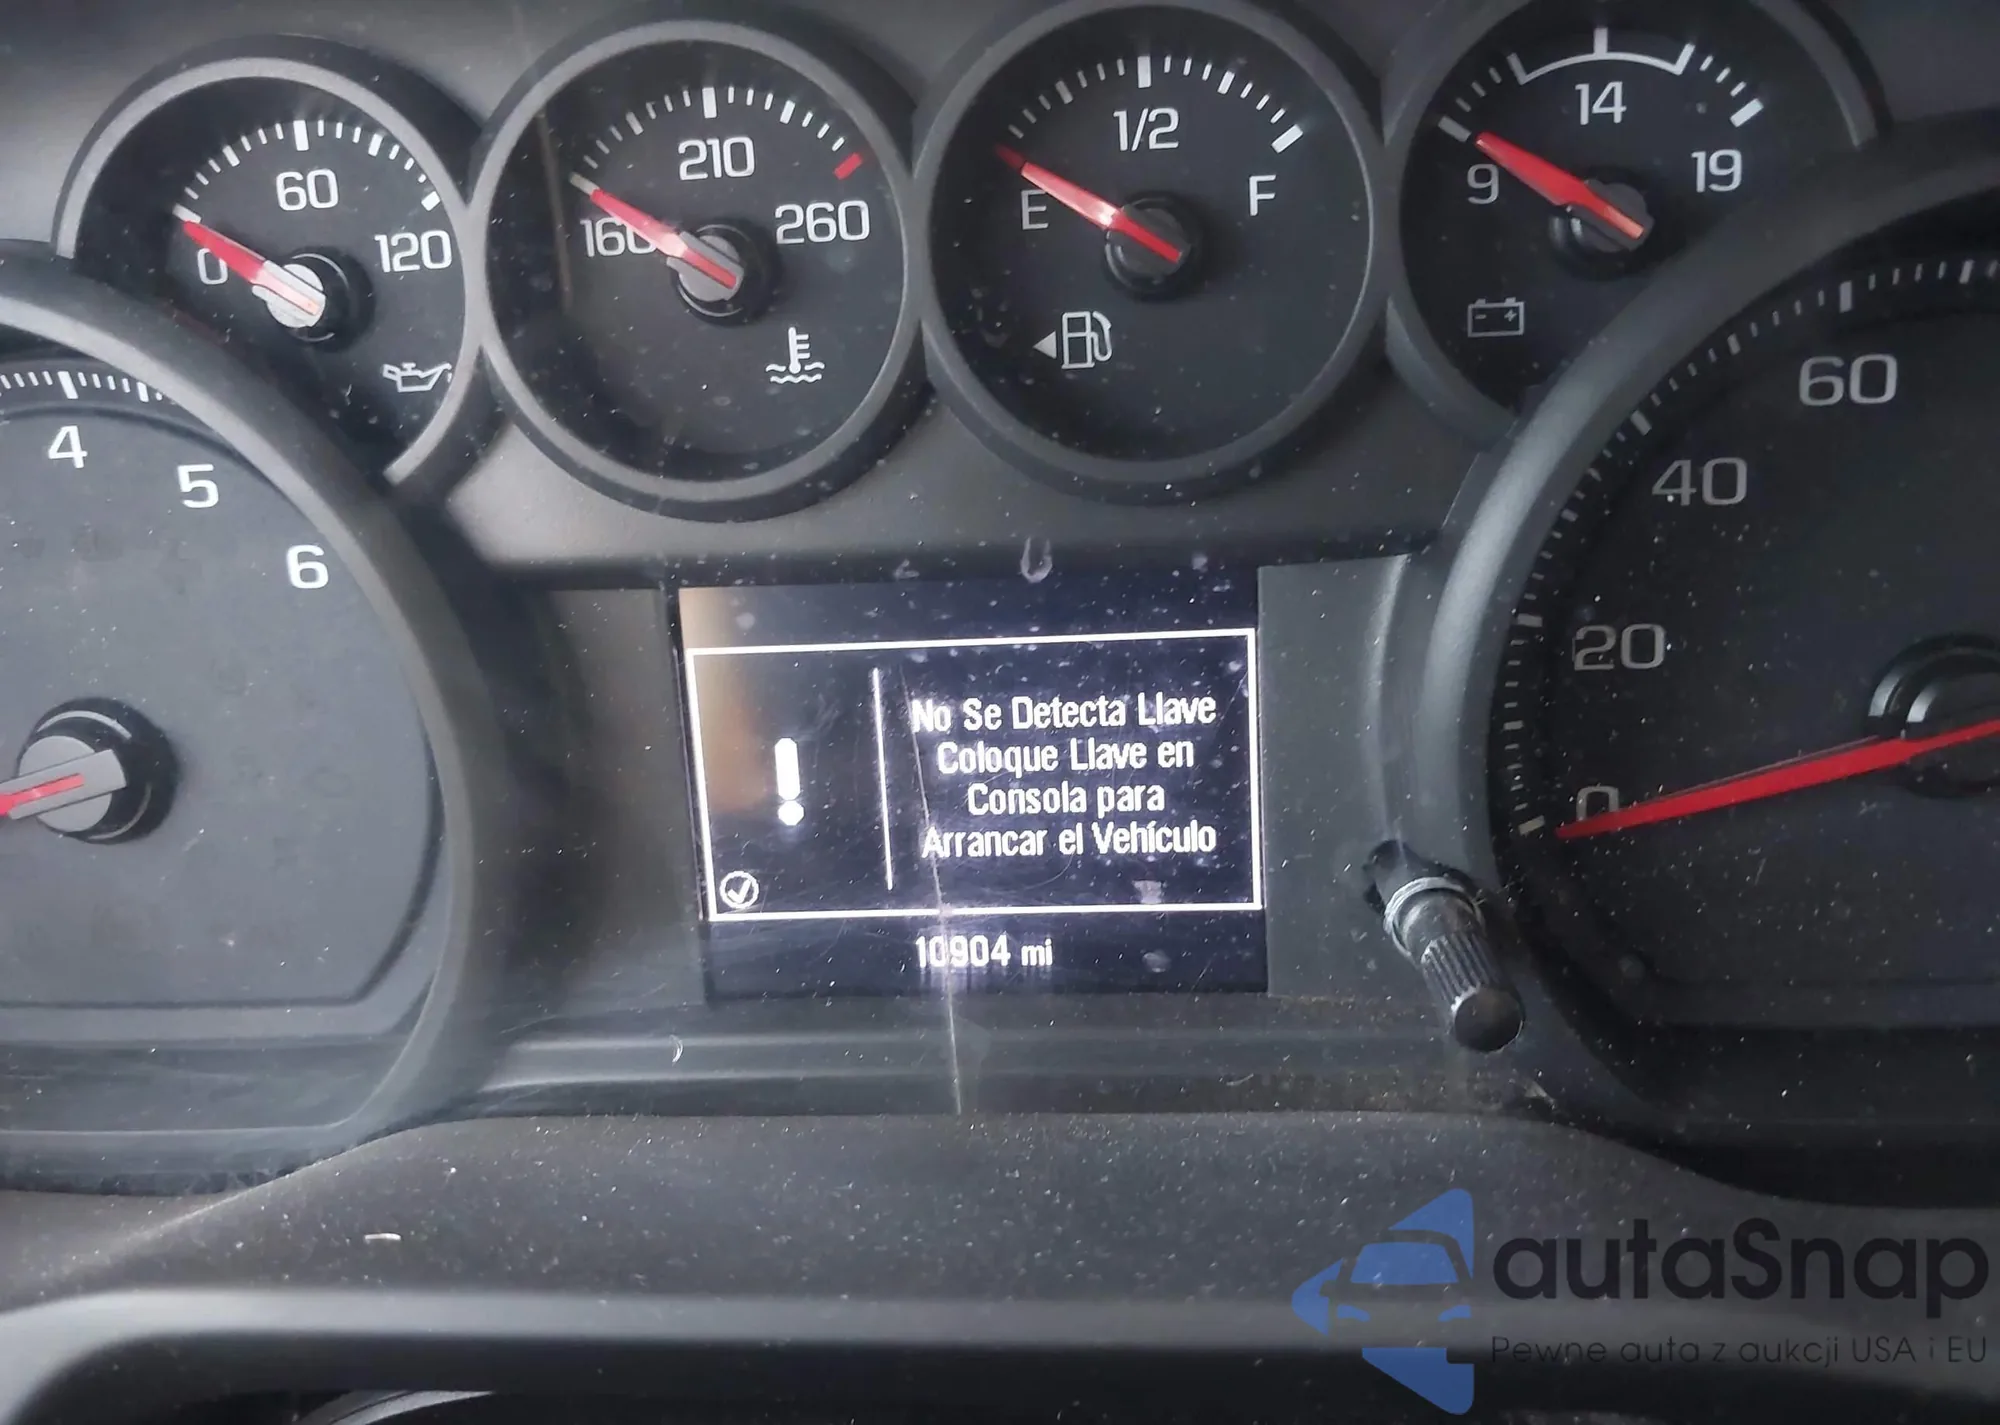 60
0
120
210
160
260
1/2
E
F
14
9
19
4
5
6
60
40
20
0
No Se Detecta Llave
Coloque Llave en
Consola para
Arrancar el Vehículo
10904 mi
autaSnap
Pewne auta z aukcji USA i EU